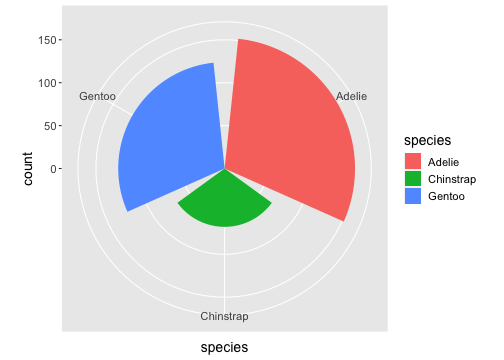 150
100
50
0
count
Gentoo
Adelie
Chinstrap
species
species
Adelie
Chinstrap
Gentoo